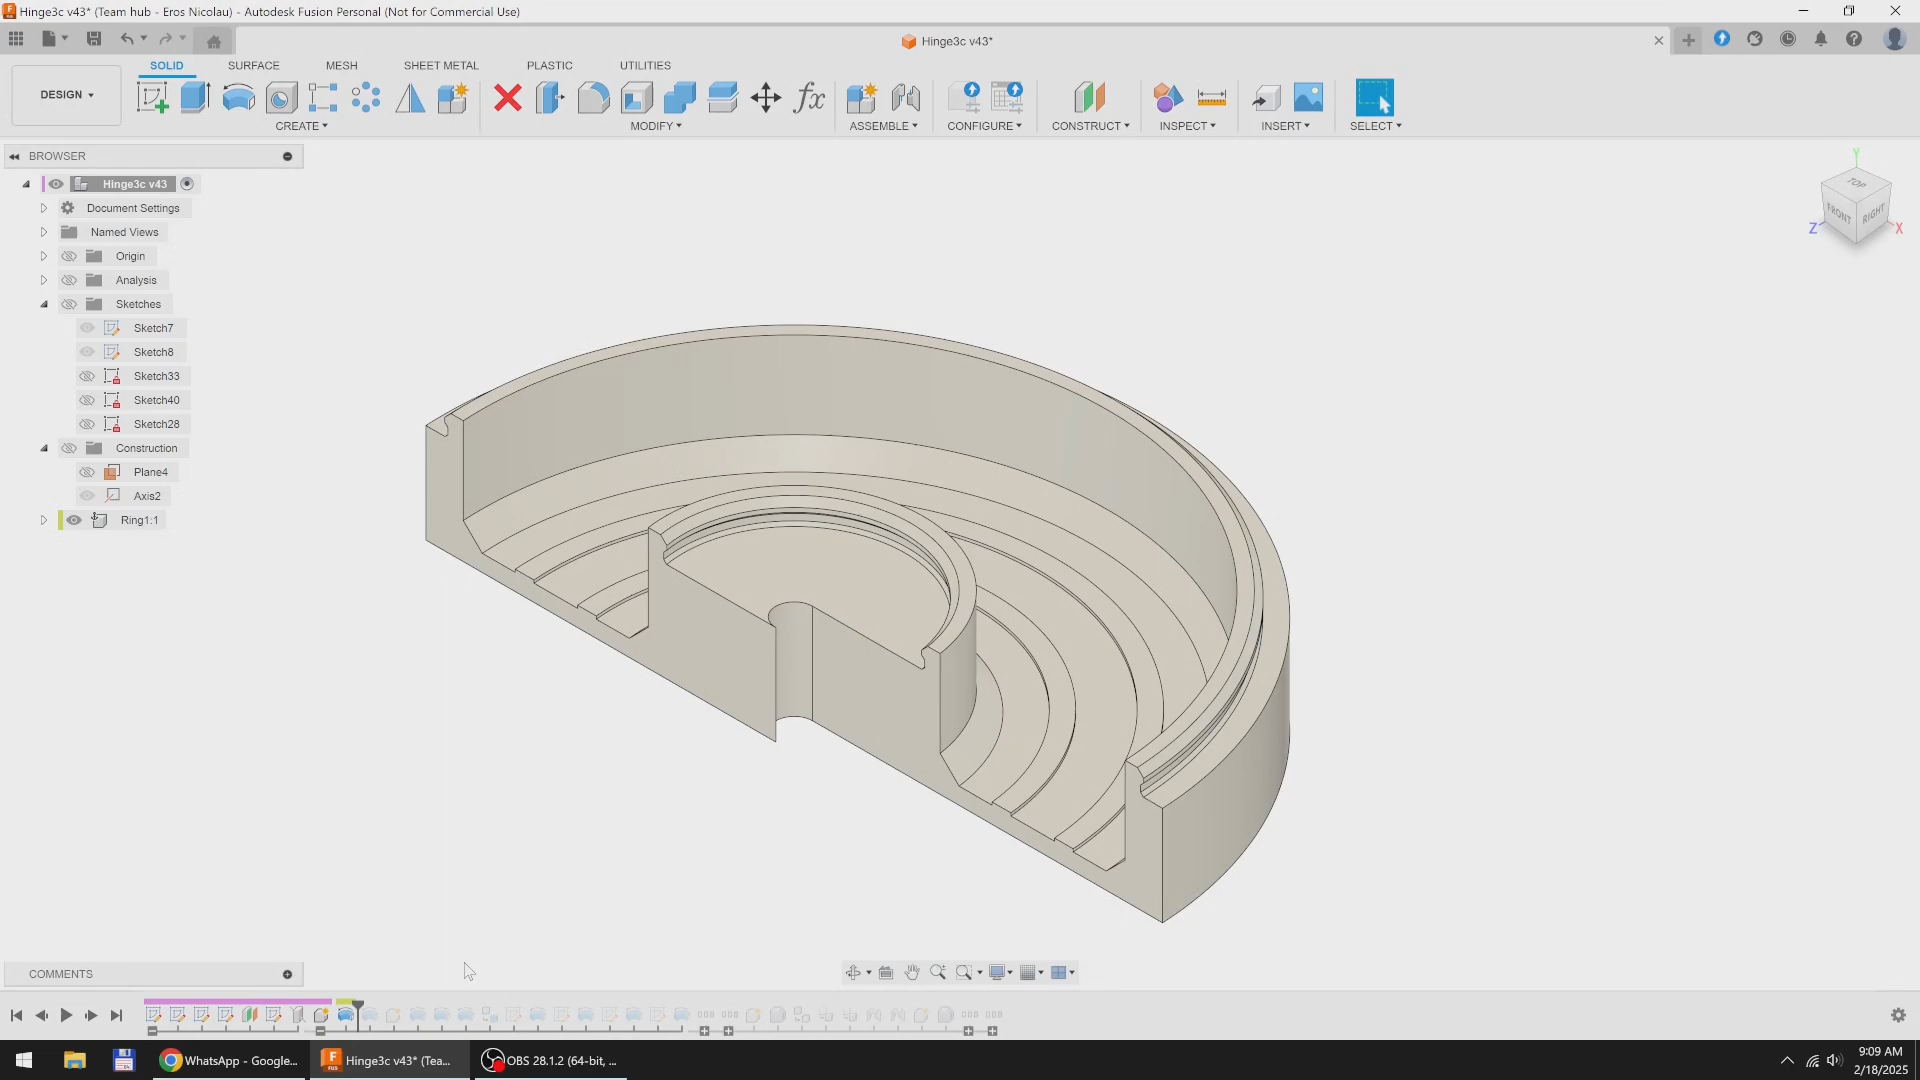 Hinge3c v43* (Team hub - Eros Nicolau) - Autodesk Fusion Personal (Not for Commercial Use)
Hinge3c v43*
SOLID SURFACE MESH SHEET METAL PLASTIC UTILITIES
DESIGN
CREATE MODIFY ASSEMBLE CONFIGURE CONSTRUCT INSPECT INSERT SELECT
BROWSER
Hinge3c v43
Document Settings
Named Views
Origin
Analysis
Sketches
Sketch7
Sketch8
Sketch33
Sketch40
Sketch28
Construction
Plane4
Axis2
Ring1:1
Y
TOP
FRONT RIGHT
Z X
COMMENTS
WhatsApp - Google...
Hinge3c v43* (Tea...
OBS 28.1.2 (64-bit, ...
9:09 AM
2/18/2025